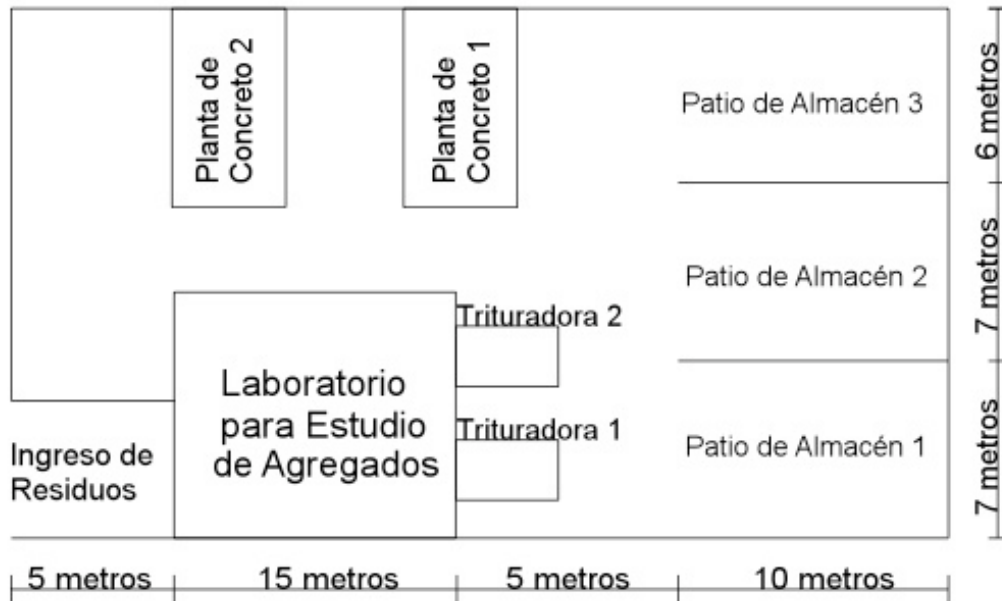 Planta de
Concreto 2
Planta de
Concreto 1
Patio de Almacén 3
6 metros
Patio de Almacén 2
7 metros
Trituradora 2
Laboratorio
para Estudio
de Agregados
Trituradora 1
Patio de Almacén 1
7 metros
Ingreso de
Residuos
5 metros
15 metros
5 metros
10 metros